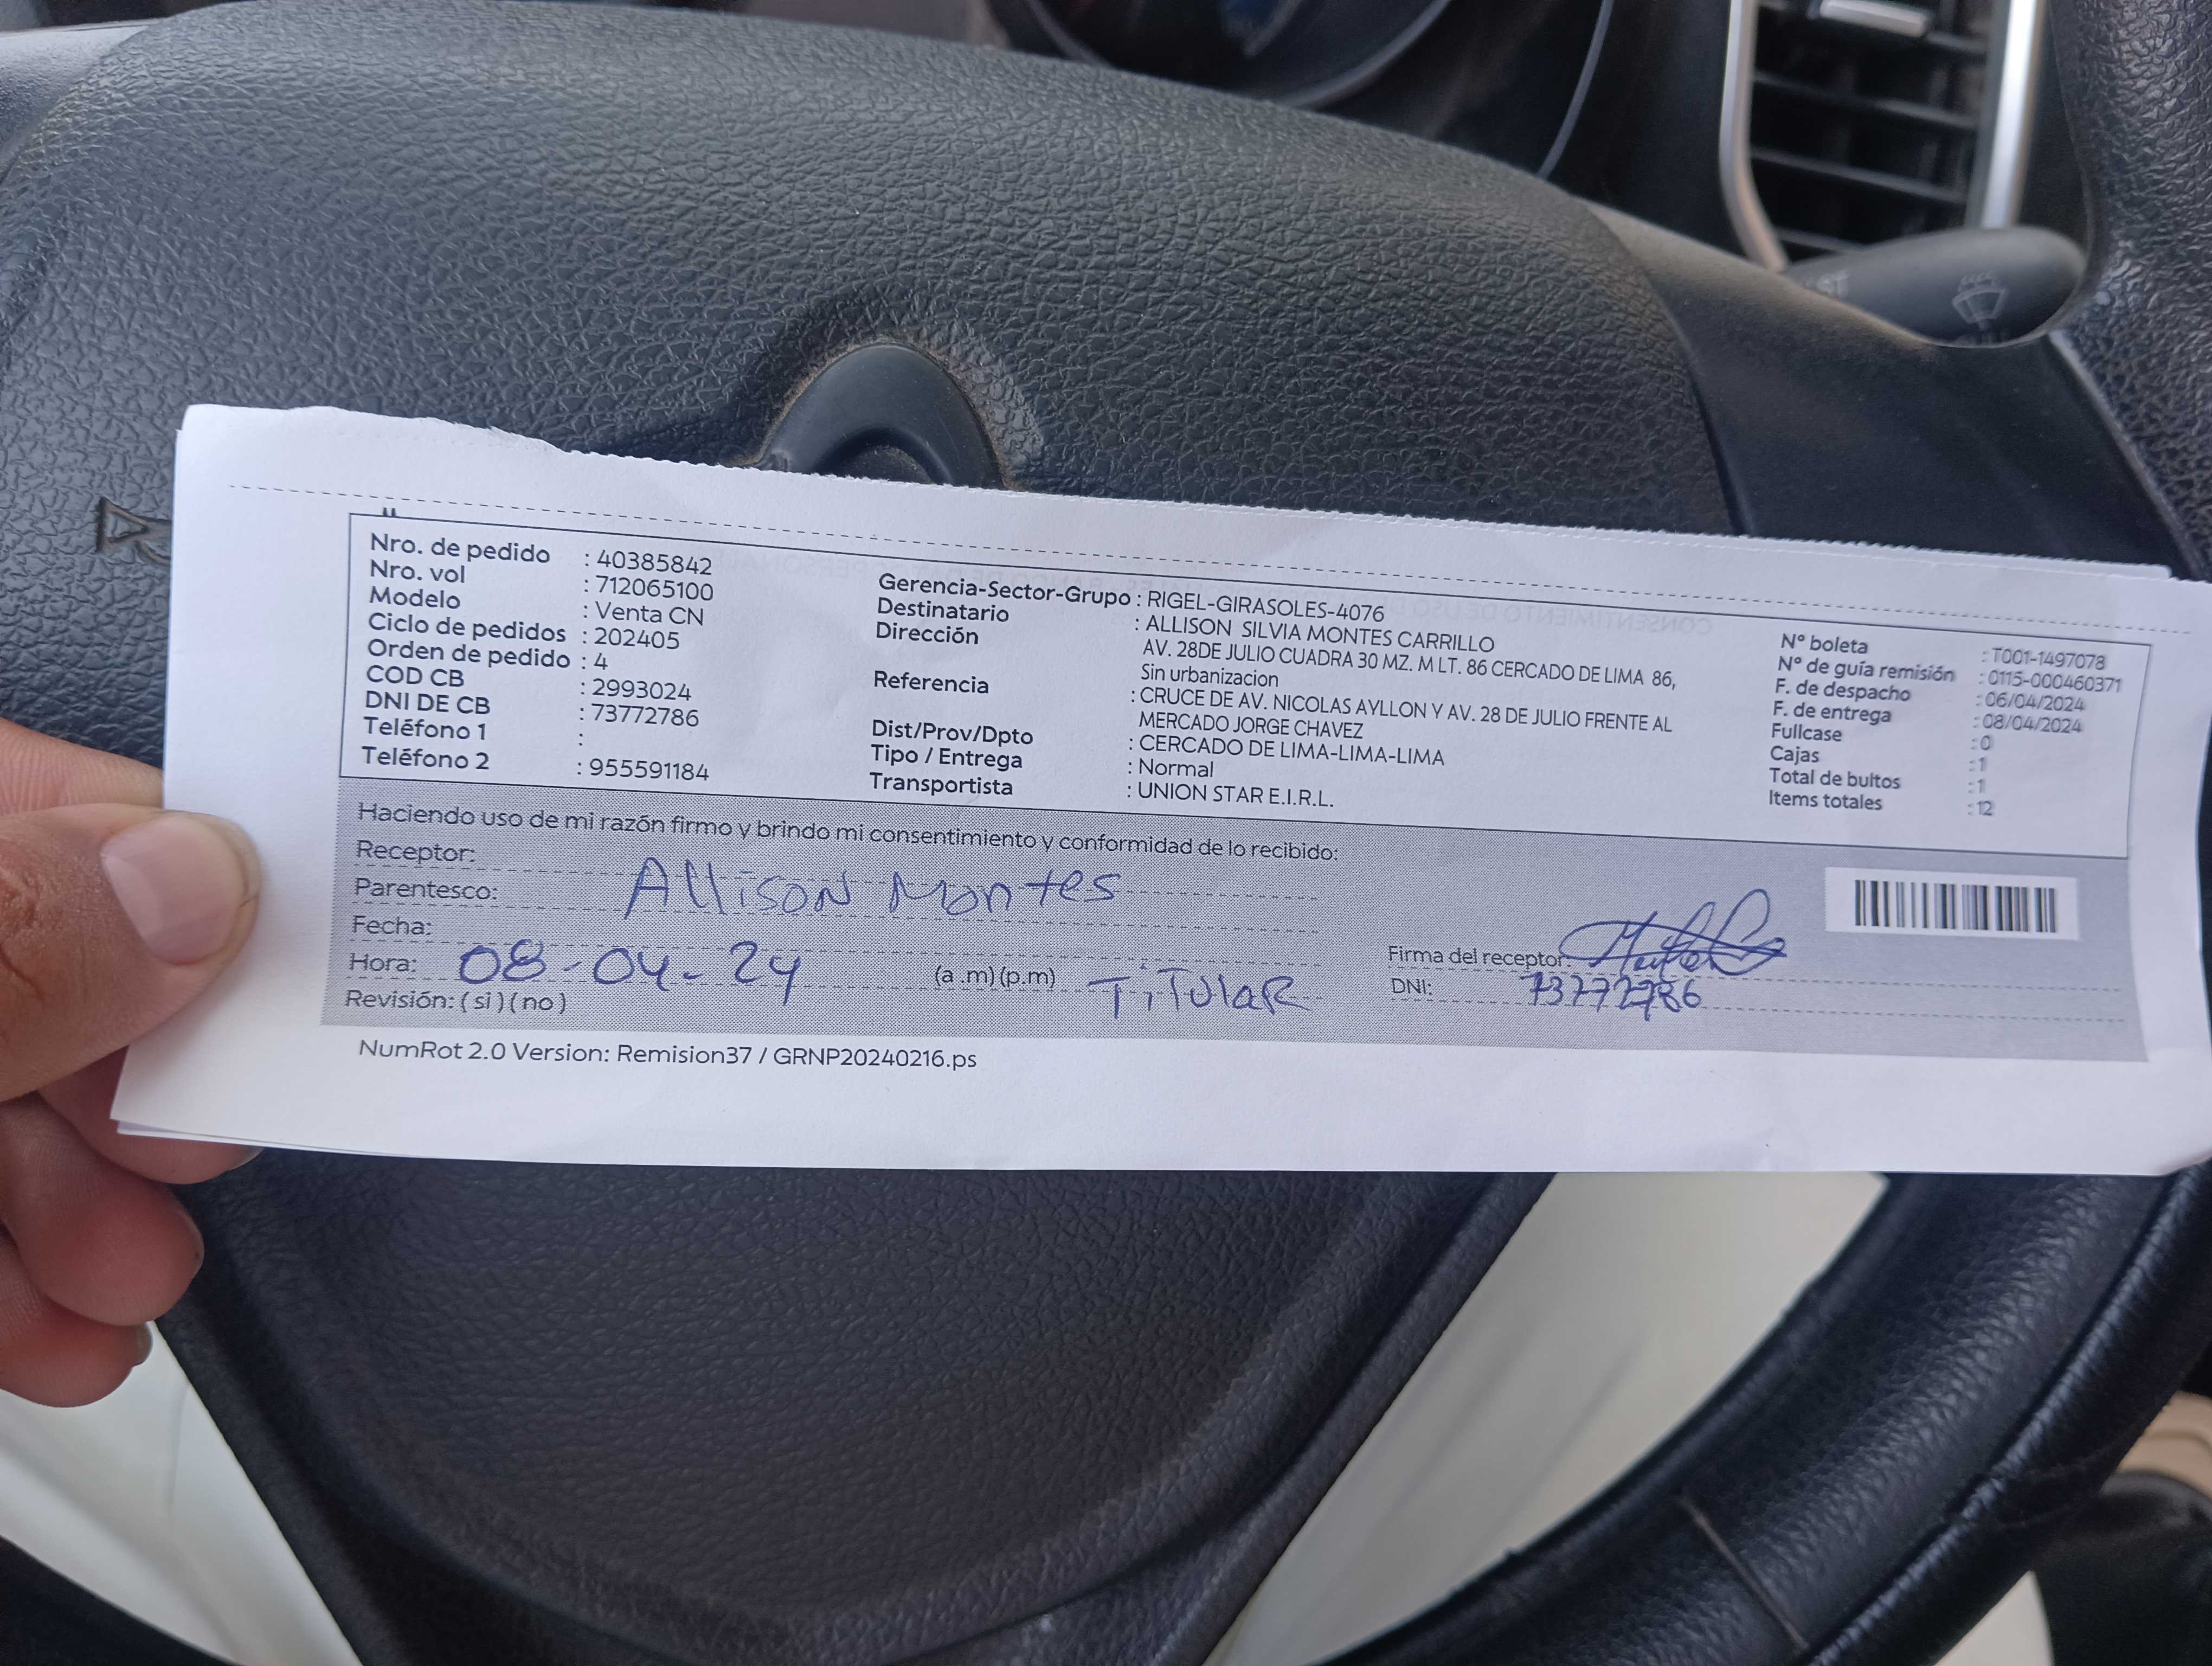 Nro. de pedido : 40385842
Nro. vol : 712065100
Modelo : Venta CN
Ciclo de pedidos : 202405
Orden de pedido : 4
COD CB : 2993024
DNI DE CB : 73772786
Teléfono 1 :
Teléfono 2 : 955591184
Gerencia-Sector-Grupo : RIGEL-GIRASOLES-4076
Destinatario : ALLISON SILVIA MONTES CARRILLO
Dirección AV. 28DE JULIO CUADRA 30 MZ. M LT. 86 CERCADO DE LIMA 86,
Sin urbanizacion
Referencia : CRUCE DE AV. NICOLAS AYLLON Y AV. 28 DE JULIO FRENTE AL
MERCADO JORGE CHAVEZ
Dist/Prov/Dpto : CERCADO DE LIMA-LIMA-LIMA
Tipo / Entrega : Normal
Transportista : UNION STAR E.I.R.L.
N° boleta : T001-1497078
N° de guía remisión : 0115-000460371
F. de despacho : 06/04/2024
F. de entrega : 08/04/2024
Fullcase : 0
Cajas : 1
Total de bultos : 1
Items totales : 12
Haciendo uso de mi razón firmo y brindo mi consentimiento y conformidad de lo recibido:
Receptor:
Parentesco: Allison Montes
Fecha:
Hora: 08-04-24 (a.m)(p.m) TiTulaR
Revisión: (si)(no)
Firma del receptor:
DNI: 73772786
NumRot 2.0 Version: Remision37 / GRNP20240216.ps